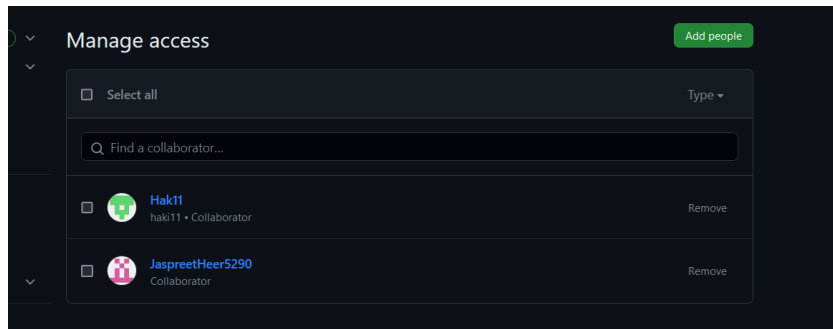 Manage access
Add people
Select all
Type
Find a collaborator...
Hak11
haki11 • Collaborator
Remove
JaspreetHeer5290
Collaborator
Remove